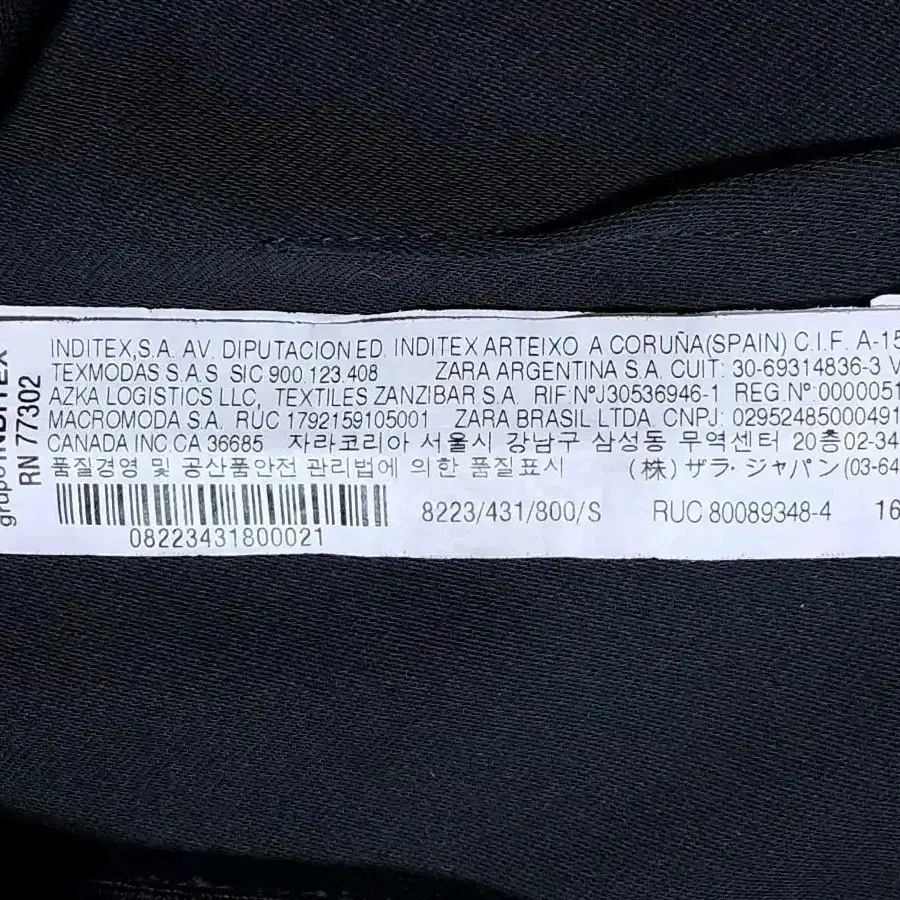 grupo INDITEX
RN 77302
INDITEX,S.A. AV. DIPUTACION ED. INDITEX ARTEIXO A CORUÑA(SPAIN) C.I.F. A-15
TEXMODAS S.A.S SIC 900.123.408 ZARA ARGENTINA S.A. CUIT: 30-69314836-3 V
AZKA LOGISTICS LLC, TEXTILES ZANZIBAR S.A. RIF:NºJ30536946-1 REG.Nº:0000051
MACROMODA S.A. RUC 1792159105001 ZARA BRASIL LTDA, CNPJ: 02952485000491
CANADA INC.CA 36685 자라코리아 서울시 강남구 삼성동 무역센터 20층02-34
품질경영 및 공산품안전 관리법에 의한 품질표시 (株) ザラ・ジャパン (03-64
8223/431/800/S RUC 80089348-4 16
08223431800021